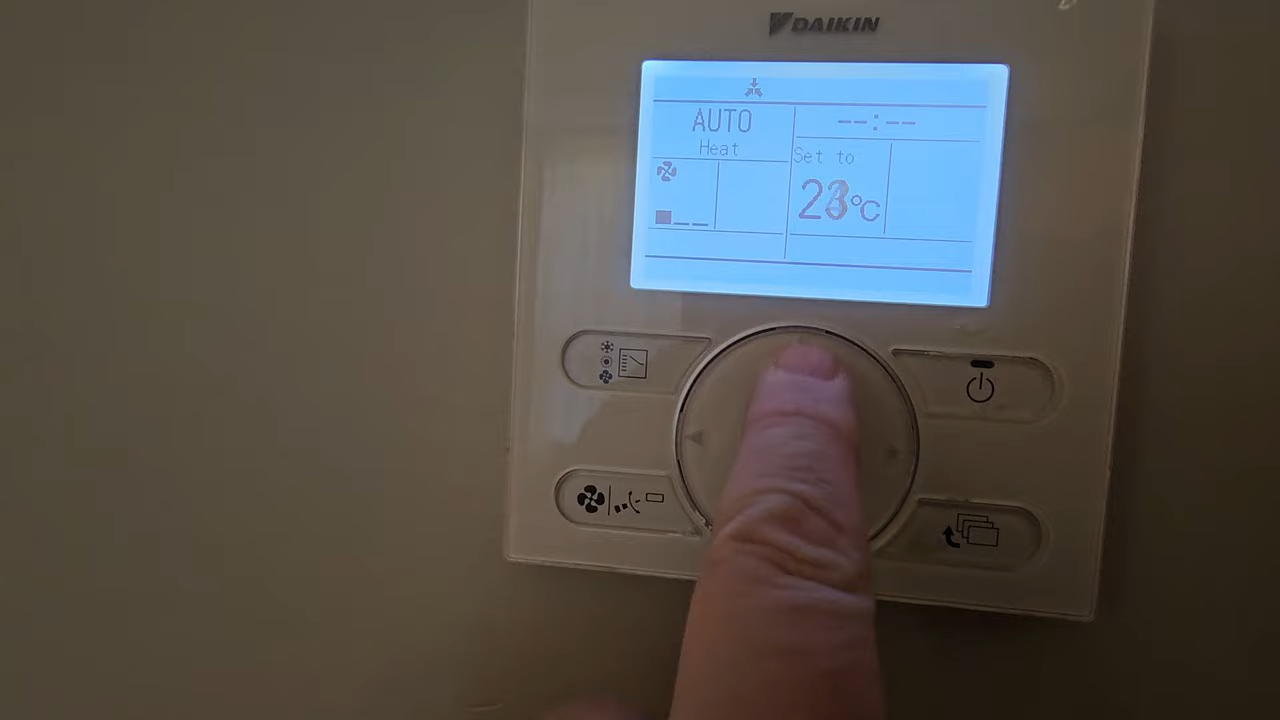 DAIKIN
AUTO
--:--
Heat
Set to
°C